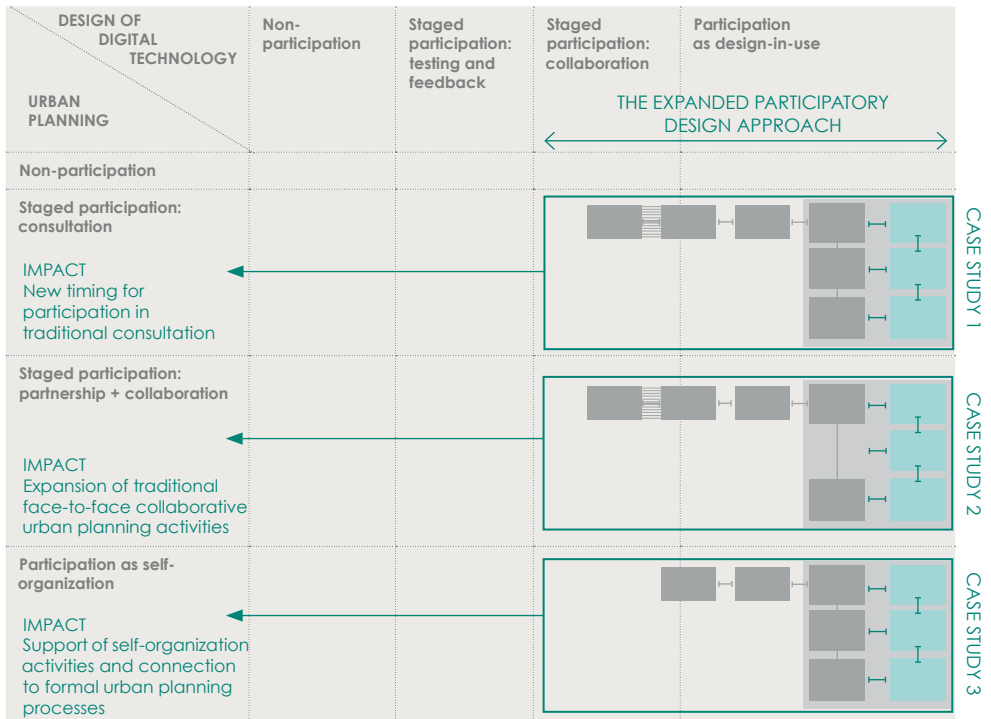 DESIGN OF
DIGITAL
TECHNOLOGY
URBAN
PLANNING
Non-
participation
Staged
participation:
testing and
feedback
Staged
participation:
collaboration
Participation
as design-in-use
THE EXPANDED PARTICIPATORY
DESIGN APPROACH
Non-participation
Staged participation:
consultation
IMPACT
New timing for
participation in
traditional consultation
CASE STUDY 1
Staged participation:
partnership + collaboration
IMPACT
Expansion of traditional
face-to-face collaborative
urban planning activities
CASE STUDY 2
Participation as self-
organization
IMPACT
Support of self-organization
activities and connection
to formal urban planning
processes
CASE STUDY 3